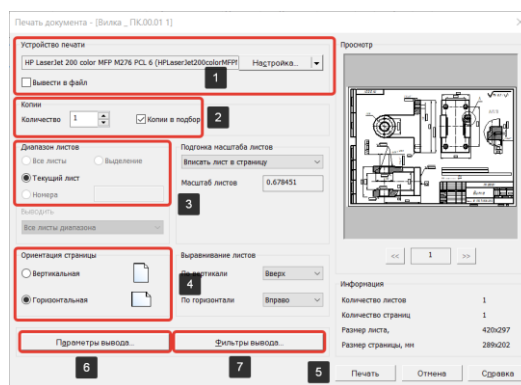 Печать документа - [Вилка _ ПК.00.01 1]
Устройство печати
HP LaserJet 200 color MFP M276 PCL 6 (HPLaserJet200colorMFPI
Настройка...
Вывести в файл
1
Копии
Количество 1
Копии в подбор
2
Диапазон листов
Все листы Выделение
Текущий лист
Номера
3
Выводить
Все листы диапазона
Подгонка масштаба листов
Вписать лист в страницу
Масштаб листов 0.678451
Ориентация страницы
Вертикальная
Горизонтальная
4
Выравнивание листов
По вертикали Вверх
По горизонтали Вправо
Параметры вывода...
Фильтры вывода...
6
7
5
Просмотр
<< 1 >>
Информация
Количество листов 1
Количество страниц 1
Размер листа, 420x297
Размер страницы, мм 289x202
Печать Отмена Справка